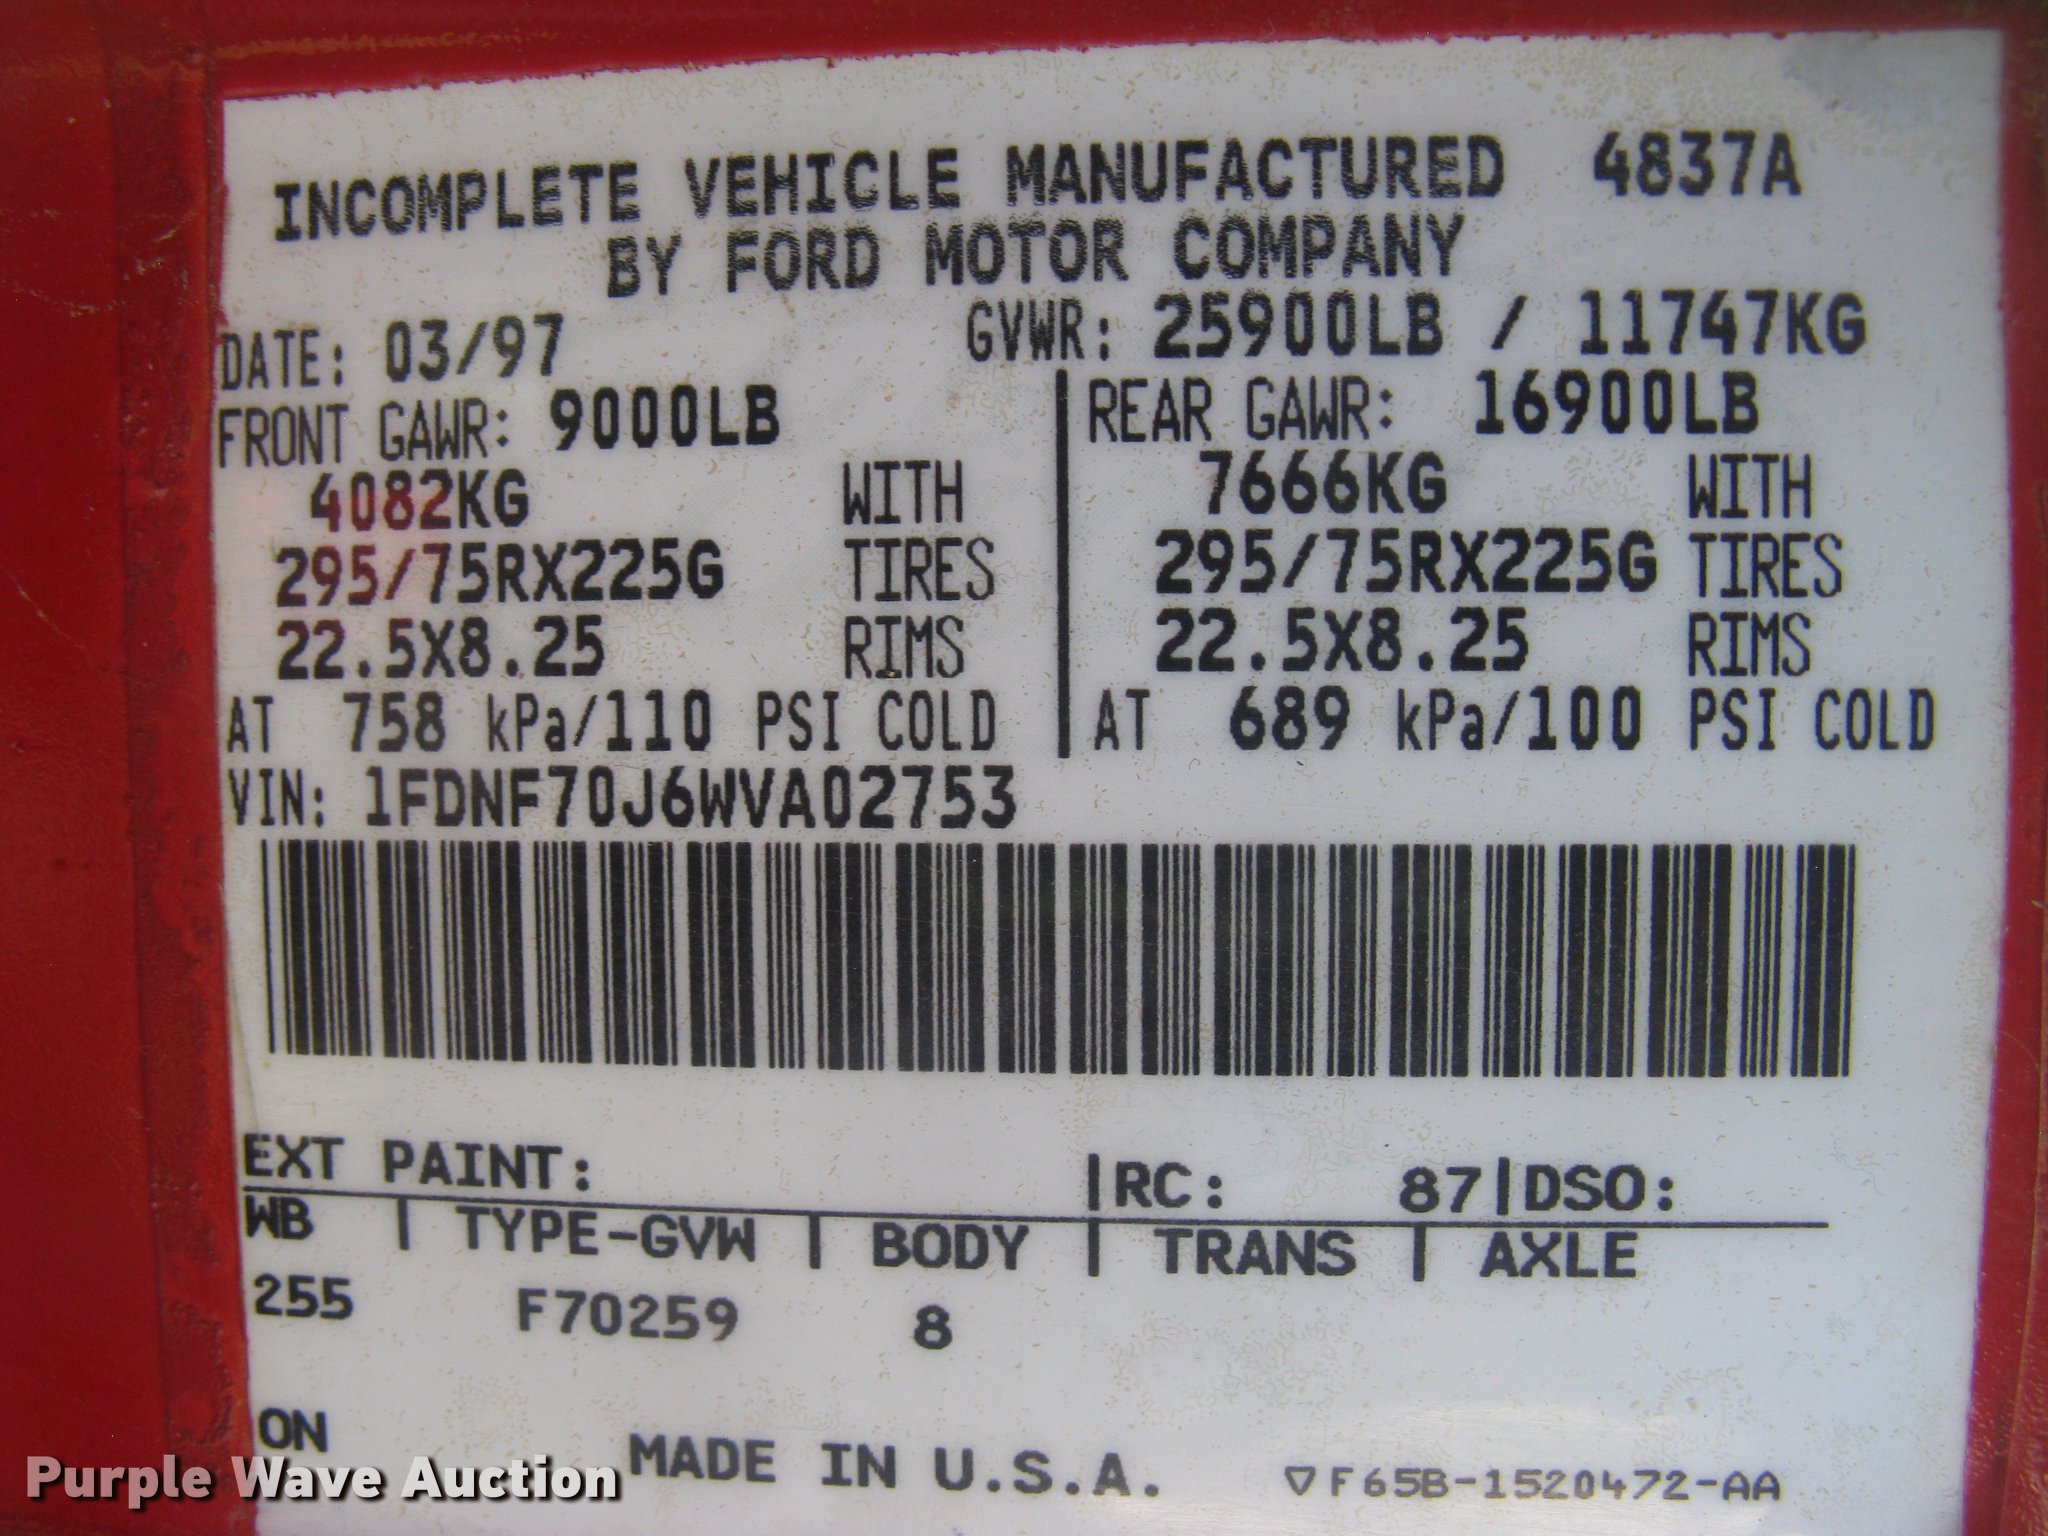 INCOMPLETE VEHICLE MANUFACTURED 4837A
BY FORD MOTOR COMPANY
DATE: 03/97 GVWR: 25900LB / 11747KG
FRONT GAWR: 9000LB REAR GAWR: 16900LB
4082KG WITH 7666KG WITH
295/75RX225G TIRES 295/75RX225G TIRES
22.5X8.25 RIMS 22.5X8.25 RIMS
AT 758 kPa/110 PSI COLD AT 689 kPa/100 PSI COLD
VIN: 1FDNF70J6WVA02753
EXT PAINT: |RC: 87|DSO:
WB | TYPE-GVW | BODY | TRANS | AXLE
255 F70259 8
ON
MADE IN U.S.A. ▽F65B-1520472-AA
Purple Wave Auction